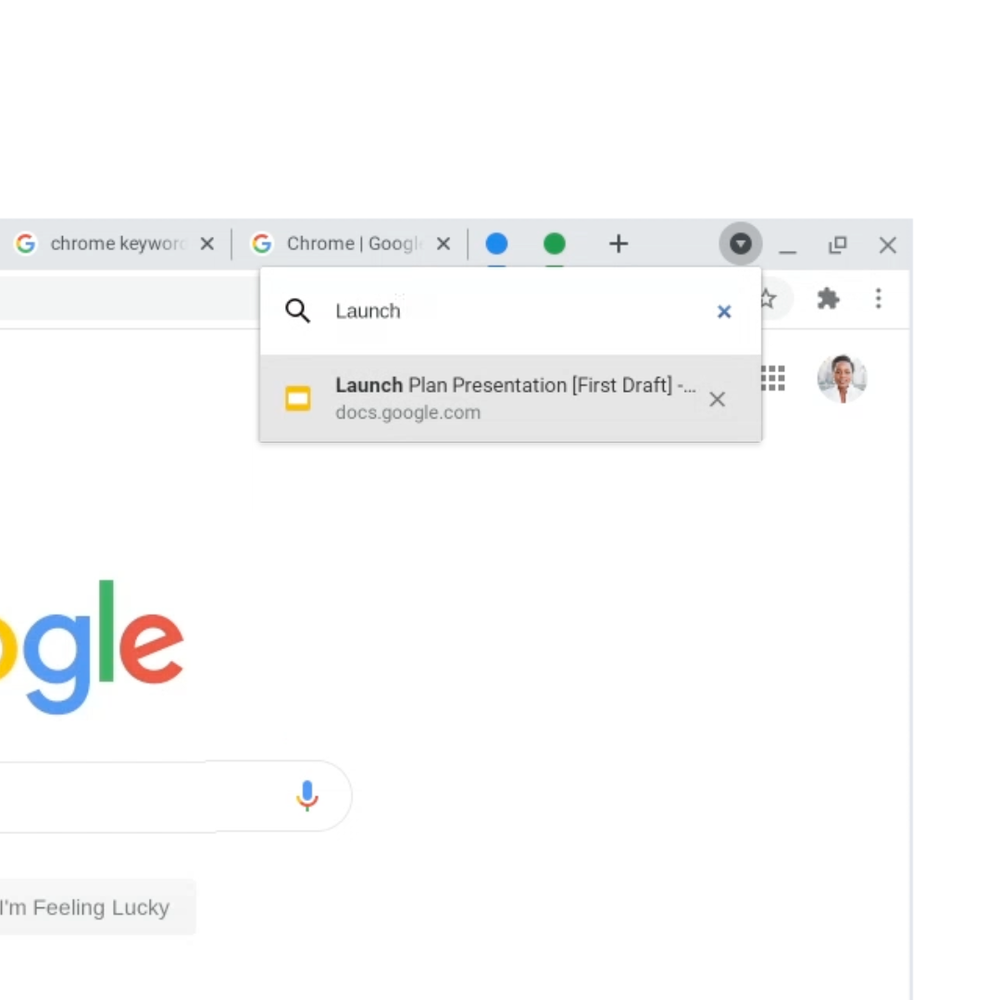 chrome keyword
Chrome | Googl
Launch
Launch Plan Presentation [First Draft] -...
docs.google.com
ogle
I'm Feeling Lucky